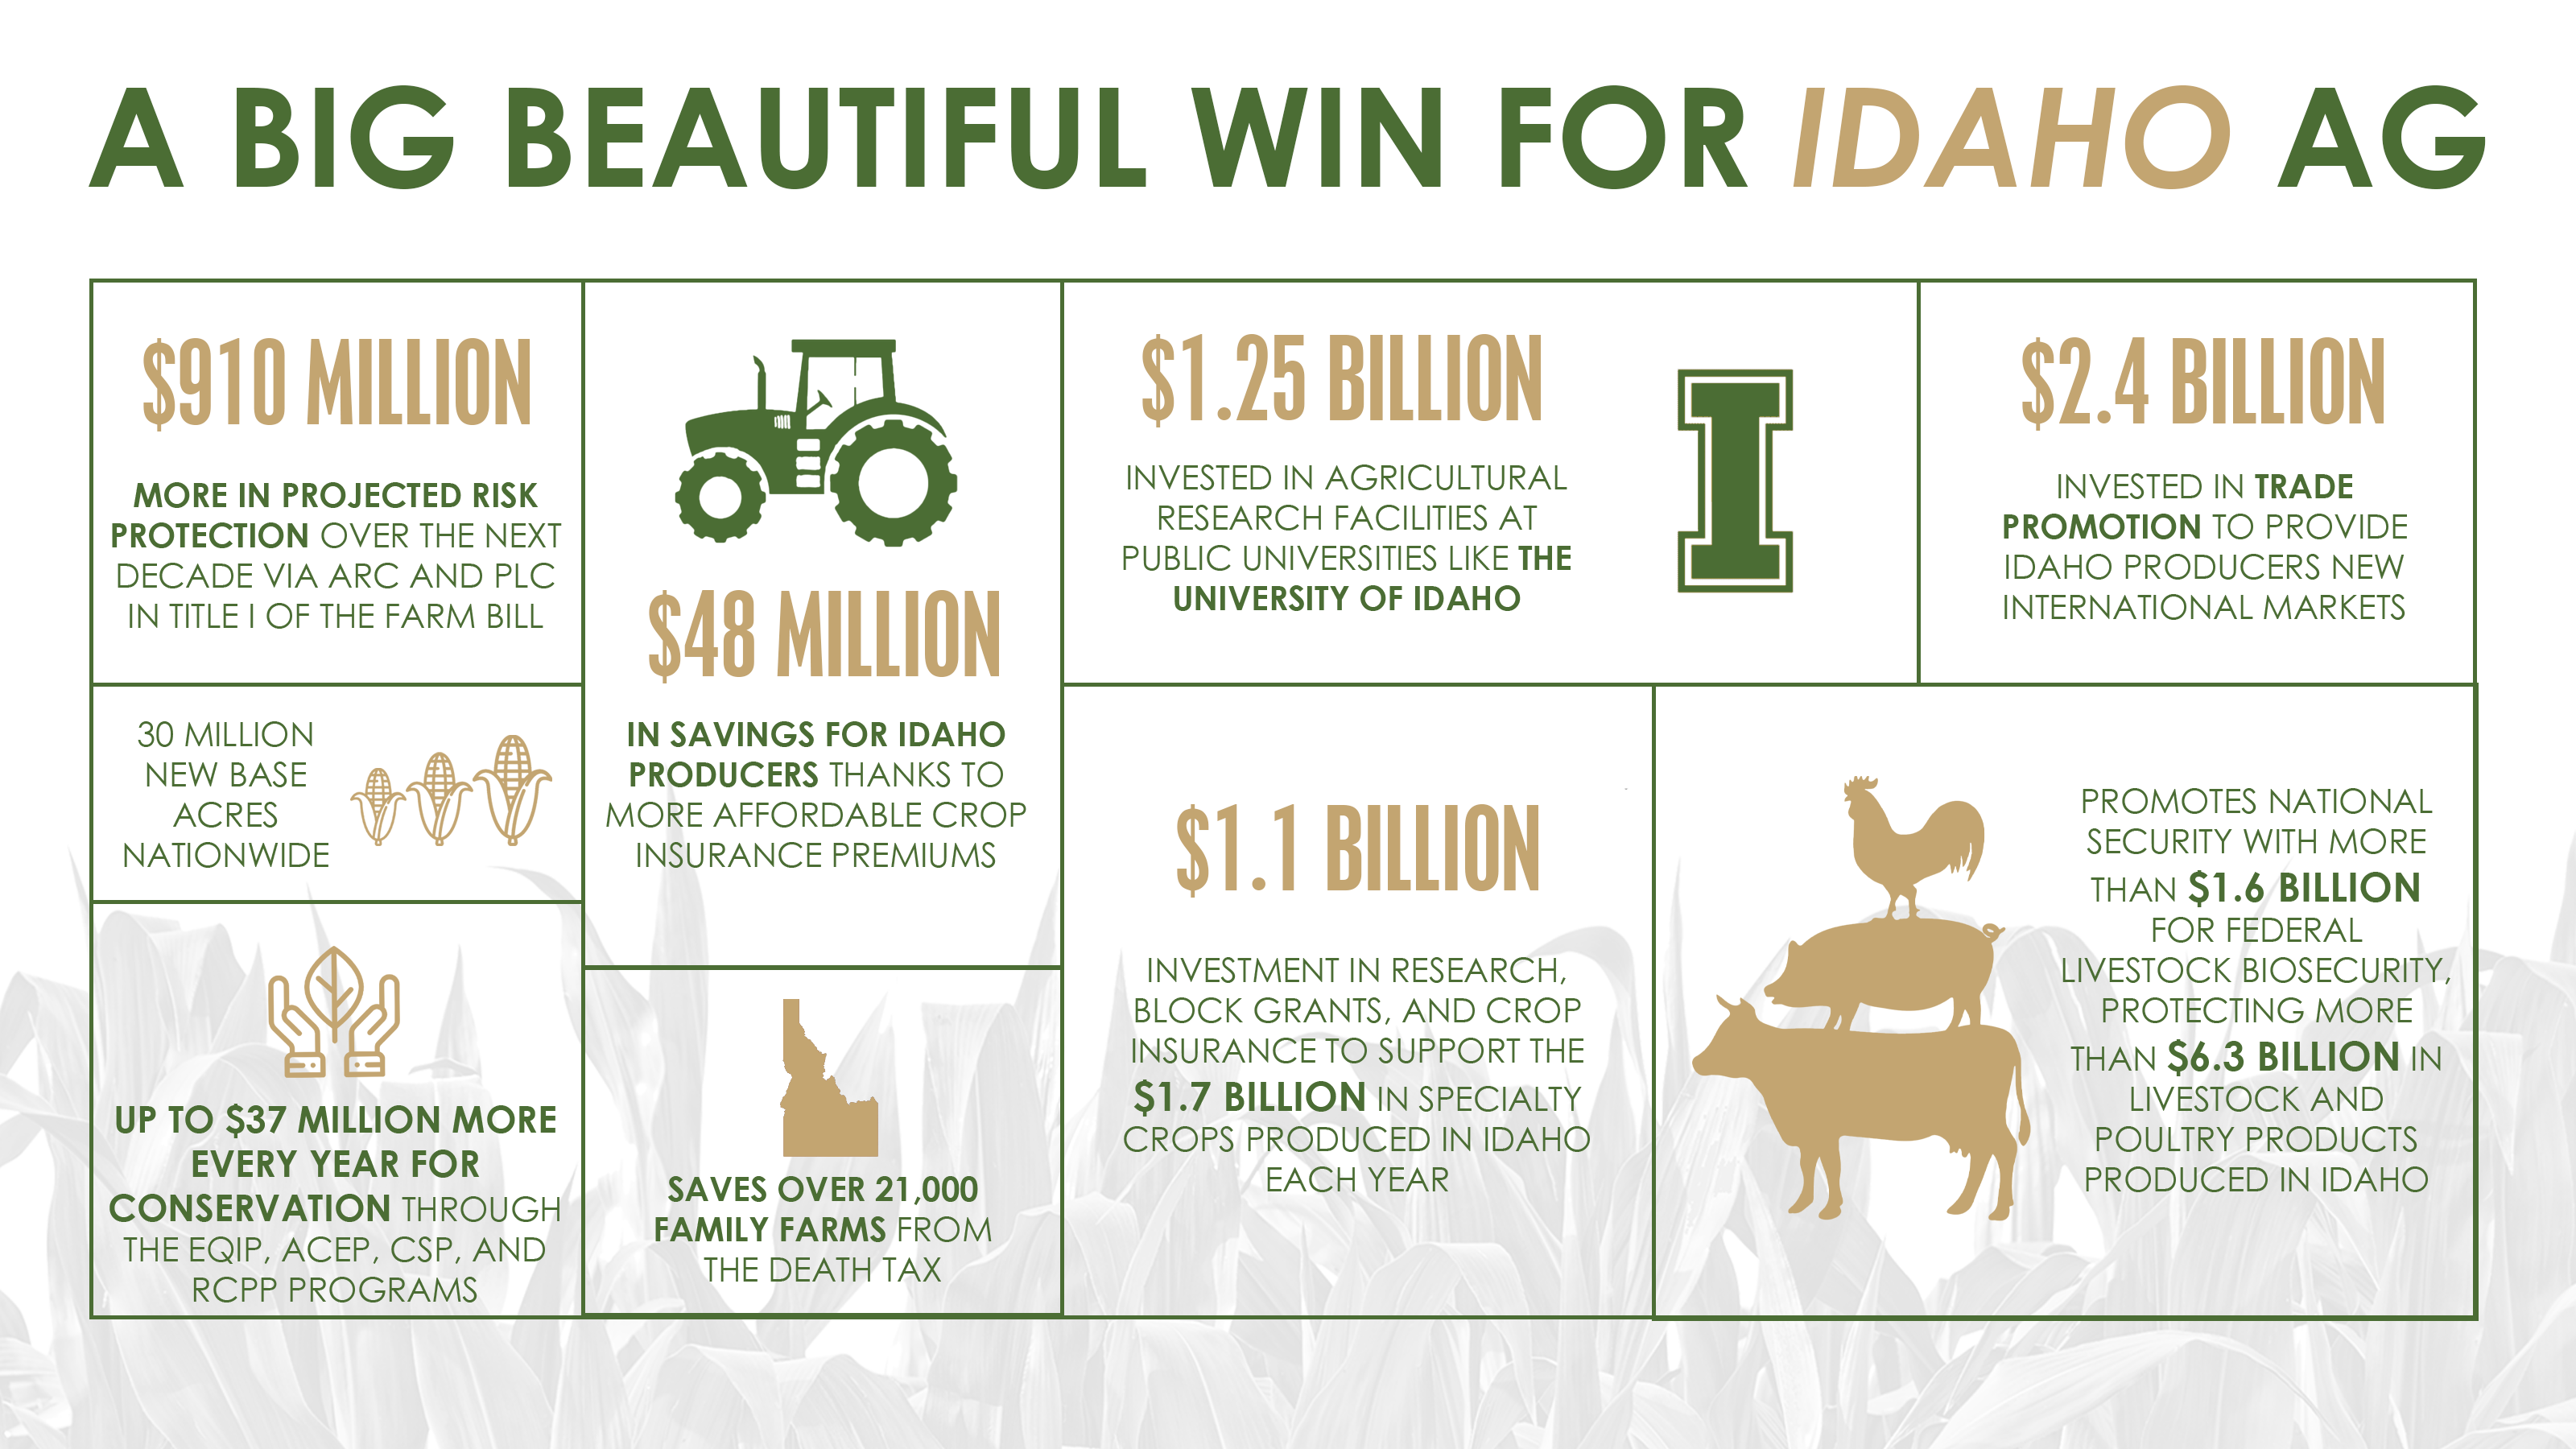 A BIG BEAUTIFUL WIN FOR IDAHO AG
$910 MILLION
MORE IN PROJECTED RISK
PROTECTION OVER THE NEXT
DECADE VIA ARC AND PLC
IN TITLE I OF THE FARM BILL
30 MILLION
NEW BASE
ACRES
NATIONWIDE
UP TO $37 MILLION MORE
EVERY YEAR FOR
CONSERVATION THROUGH
THE EQIP, ACEP, CSP, AND
RCPP PROGRAMS
$48 MILLION
IN SAVINGS FOR IDAHO
PRODUCERS THANKS TO
MORE AFFORDABLE CROP
INSURANCE PREMIUMS
SAVES OVER 21,000
FAMILY FARMS FROM
THE DEATH TAX
$1.25 BILLION
INVESTED IN AGRICULTURAL
RESEARCH FACILITIES AT
PUBLIC UNIVERSITIES LIKE THE
UNIVERSITY OF IDAHO
I
$2.4 BILLION
INVESTED IN TRADE
PROMOTION TO PROVIDE
IDAHO PRODUCERS NEW
INTERNATIONAL MARKETS
$1.1 BILLION
INVESTMENT IN RESEARCH,
BLOCK GRANTS, AND CROP
INSURANCE TO SUPPORT THE
$1.7 BILLION IN SPECIALTY
CROPS PRODUCED IN IDAHO
EACH YEAR
PROMOTES NATIONAL
SECURITY WITH MORE
THAN $1.6 BILLION
FOR FEDERAL
LIVESTOCK BIOSECURITY,
PROTECTING MORE
THAN $6.3 BILLION IN
LIVESTOCK AND
POULTRY PRODUCTS
PRODUCED IN IDAHO